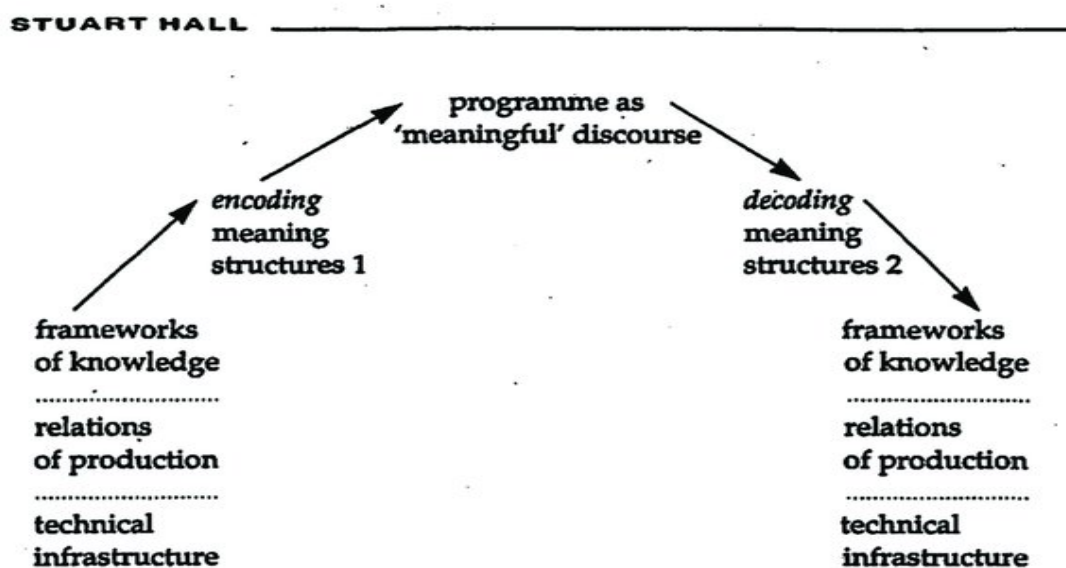 STUART HALL
programme as
'meaningful' discourse
encoding
meaning
structures 1
decoding
meaning
structures 2
frameworks
of knowledge
relations
of production
technical
infrastructure
frameworks
of knowledge
relations
of production
technical
infrastructure